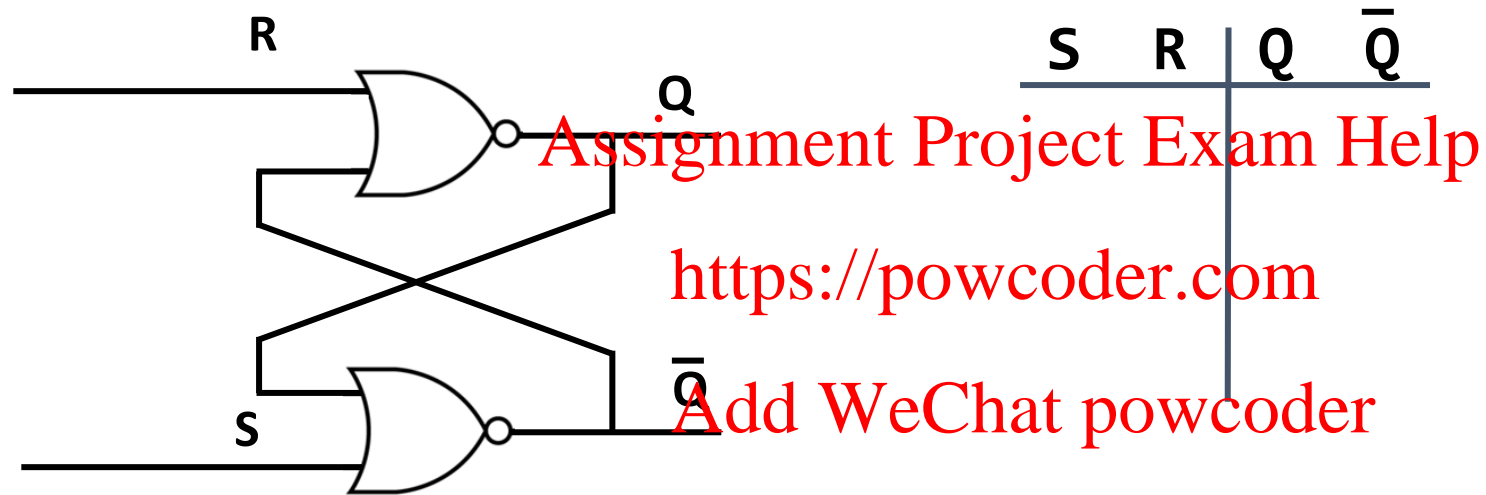 R
S R Q Q̅
Q
Assignment Project Exam Help
https://powcoder.com
Q̅
Add WeChat powcoder
S